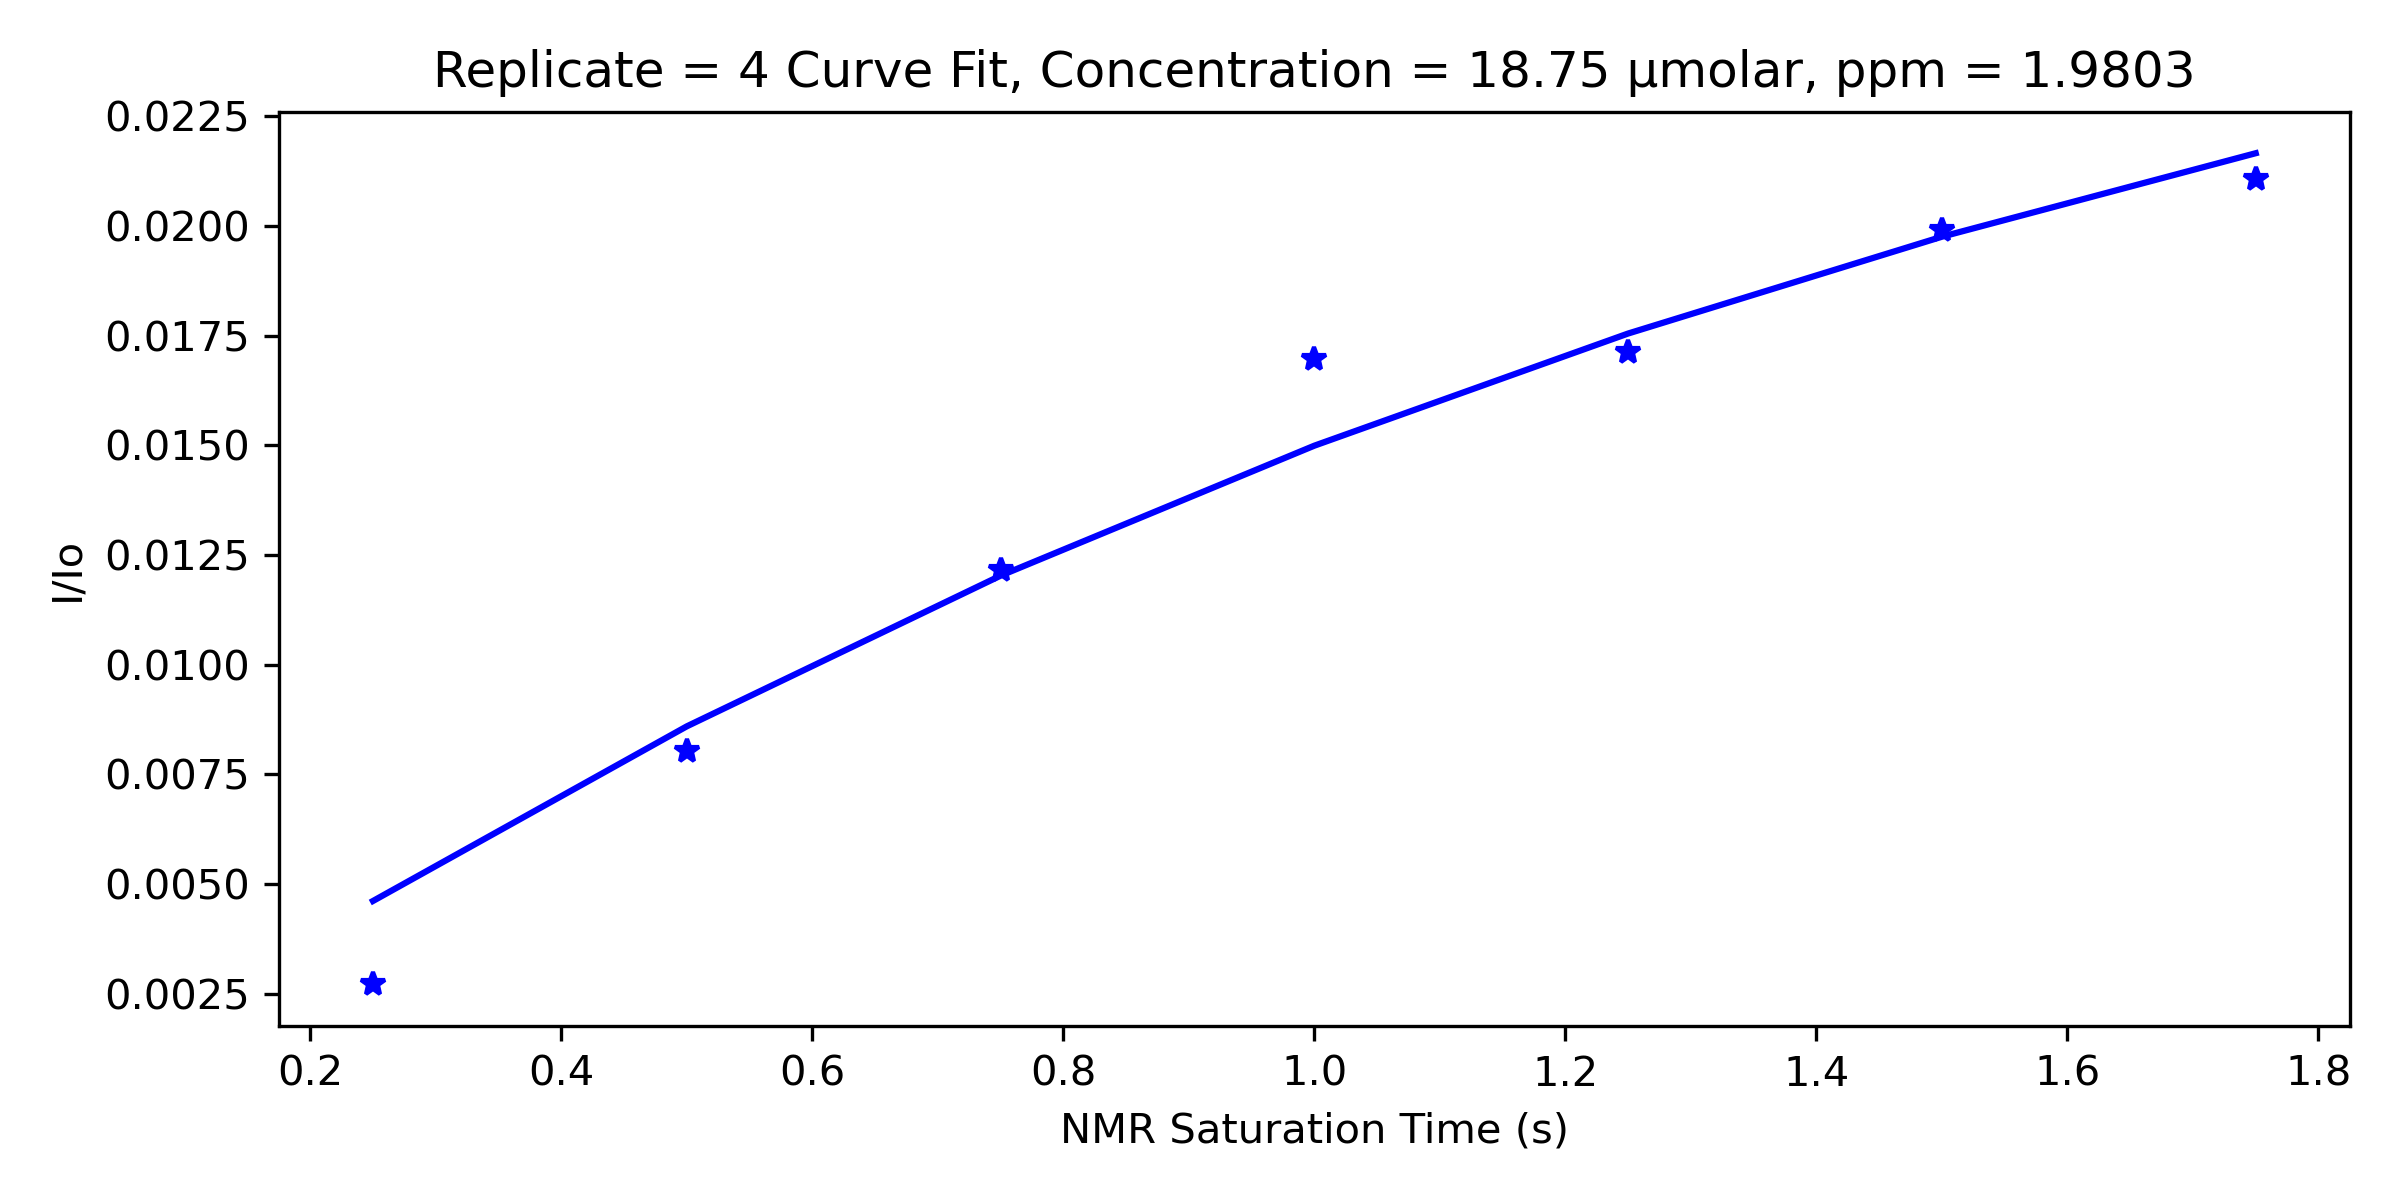 Replicate = 4 Curve Fit, Concentration = 18.75 µmolar, ppm = 1.9803
0.0225
0.0200
0.0175
0.0150
0.0125
0.0100
0.0075
0.0050
0.0025
I/Io
0.2 0.4 0.6 0.8 1.0 1.2 1.4 1.6 1.8
NMR Saturation Time (s)